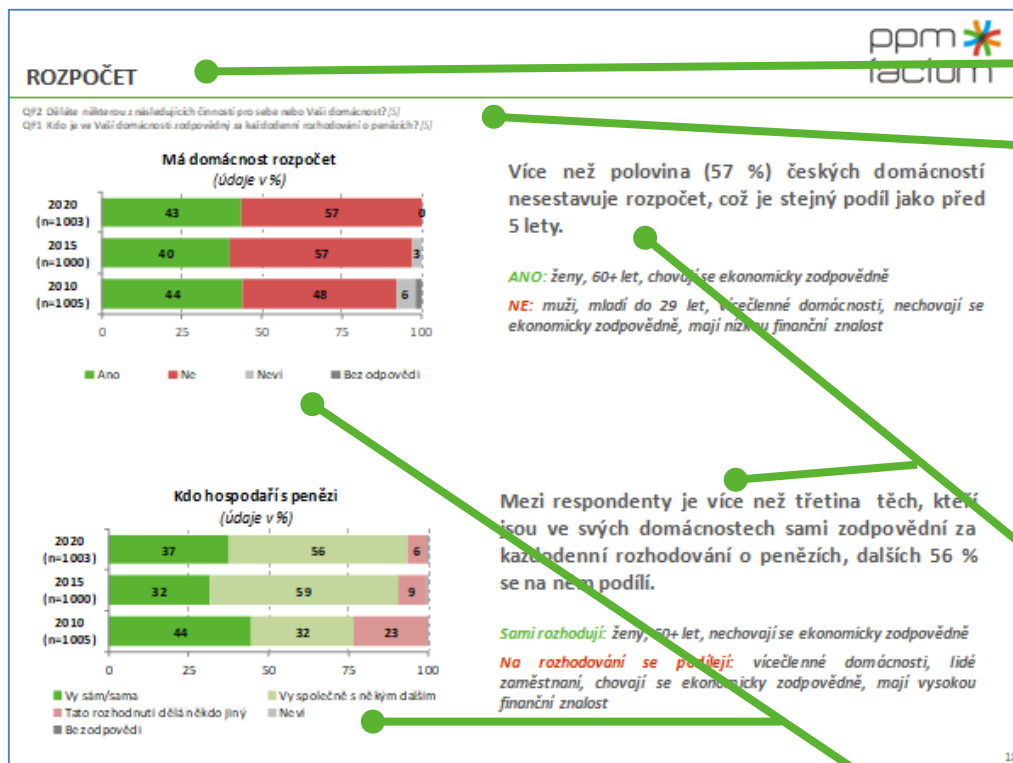 ppm
factum
ROZPOČET
QF2 Děláte některou z následujících činností pro sebe nebo Vaši domácnost? [S]
QF1 Kdo je ve Vaší domácnosti zodpovědný za každodenní rozhodování o penězích? [S]
Má domácnost rozpočet
(údaje v %)
2020
(n=1003)
43 57 0
2015
(n=1000)
40 57 3
2010
(n=1005)
44 48 6
0 25 50 75 100
Ano Ne Neví Bez odpovědi
Více než polovina (57 %) českých domácností
nesestavuje rozpočet, což je stejný podíl jako před
5 lety.
ANO: ženy, 60+ let, chovají se ekonomicky zodpovědně
NE: muži, mladí do 29 let, vícečlenné domácnosti, nechovají se
ekonomicky zodpovědně, mají nízkou finanční znalost
Kdo hospodaří s penězi
(údaje v %)
2020
(n=1003)
37 56 6
2015
(n=1000)
32 59 9
2010
(n=1005)
44 32 23
0 25 50 75 100
Vy sám/sama Vy společně s někým dalším
Tato rozhodnutí dělá někdo jiný Neví
Bez odpovědi
Mezi respondenty je více než třetina těch, kteří
jsou ve svých domácnostech sami zodpovědní za
každodenní rozhodování o penězích, dalších 56 %
se na něm podílí.
Sami rozhodují: ženy, 60+ let, nechovají se ekonomicky zodpovědně
Na rozhodování se podílejí: vícečlenné domácnosti, lidé
zaměstnaní, chovají se ekonomicky zodpovědně, mají vysokou
finanční znalost